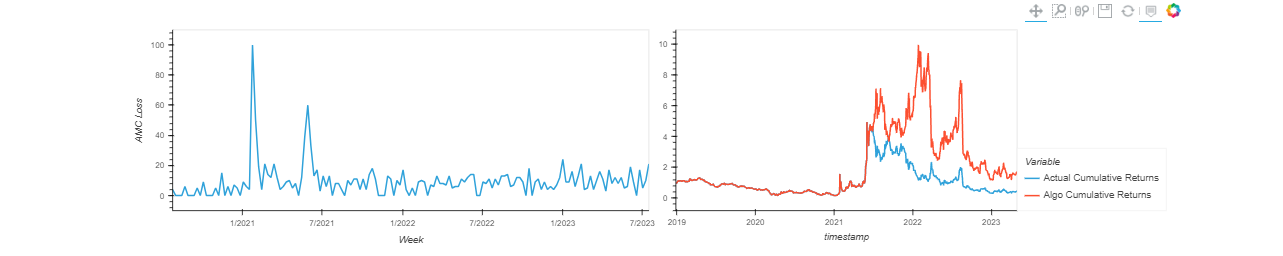 100
80
60
40
20
0
AMC Loss
1/2021 7/2021 1/2022 7/2022 1/2023 7/2023
Week
10
8
6
4
2
0
2019 2020 2021 2022 2023
timestamp
Variable
Actual Cumulative Returns
Algo Cumulative Returns